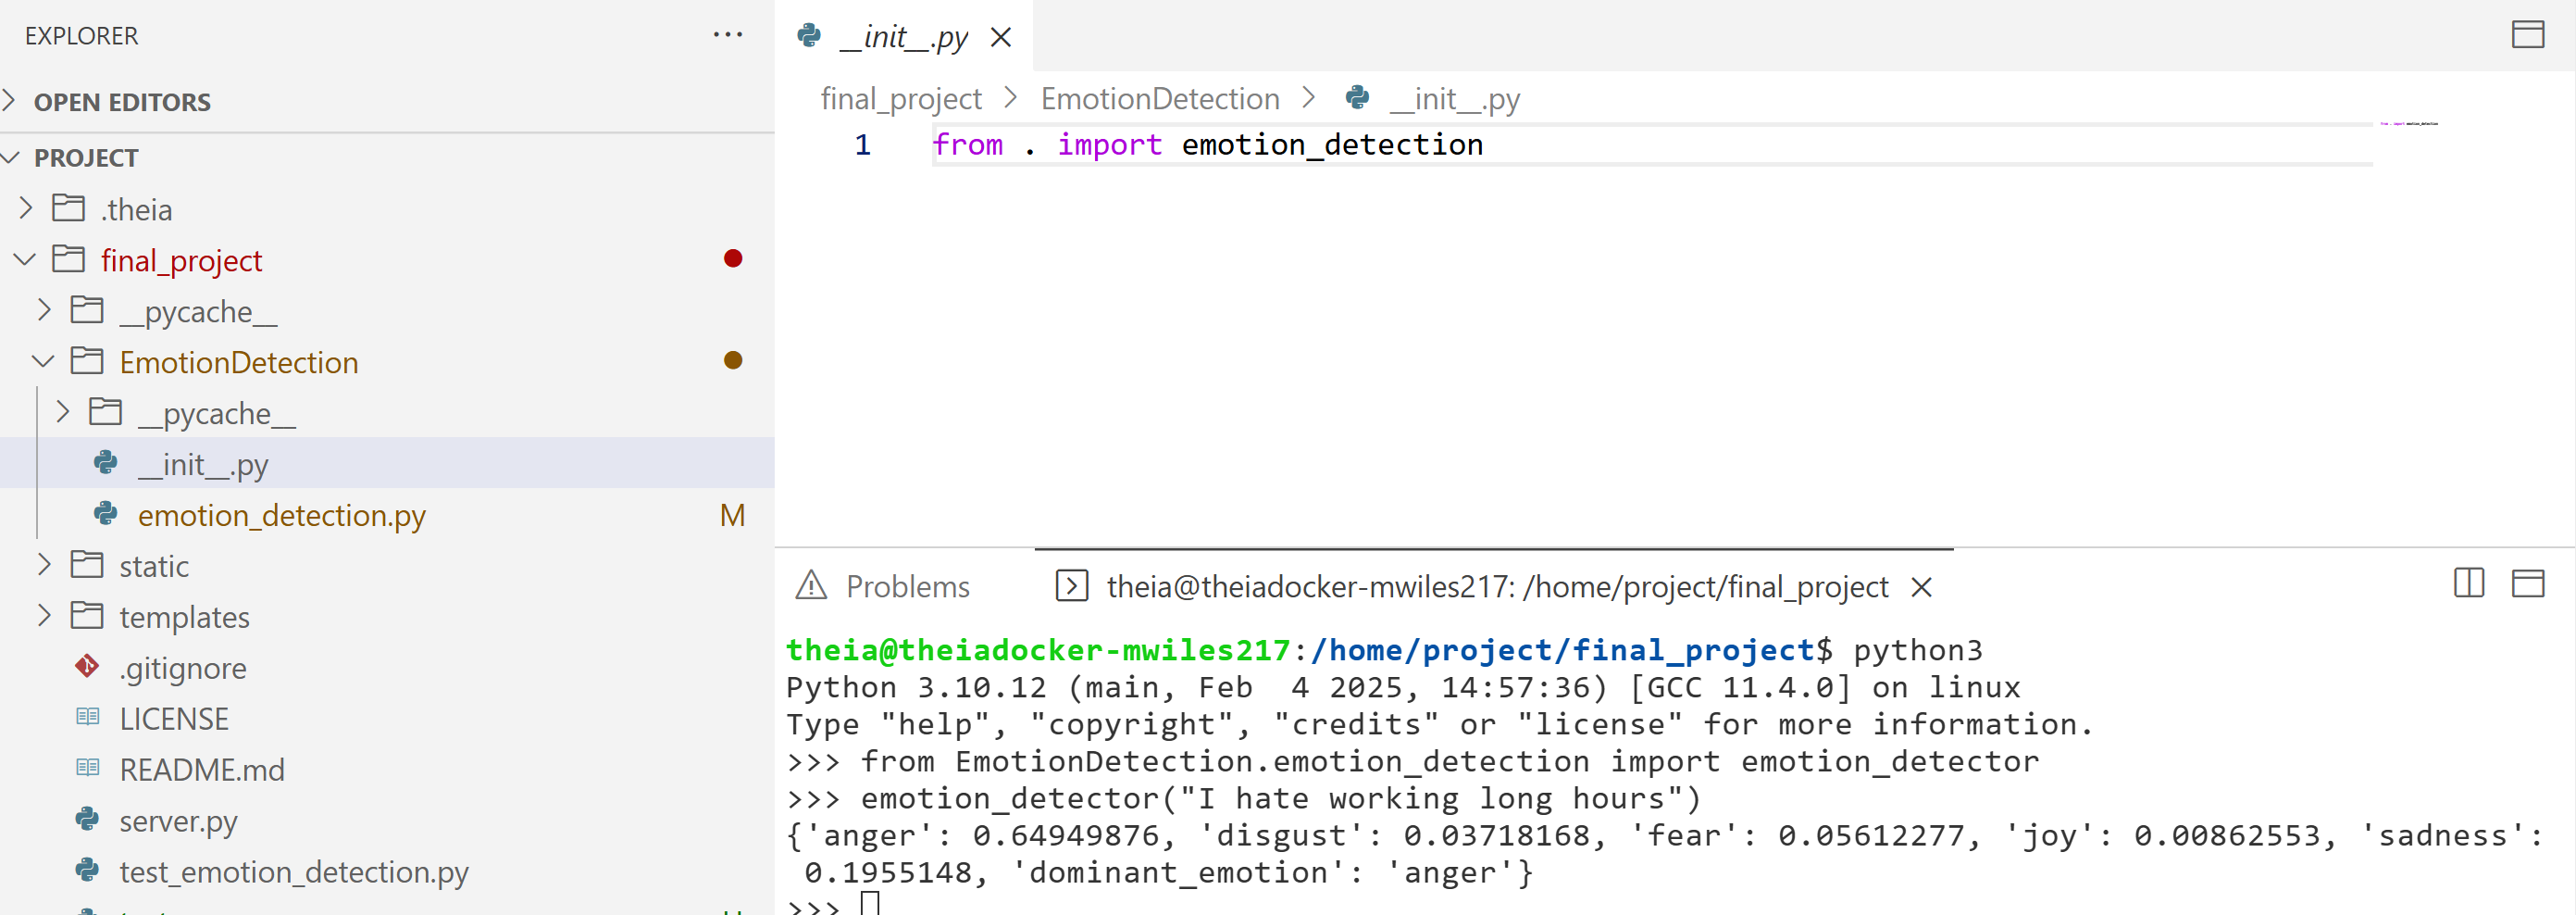 EXPLORER
OPEN EDITORS
PROJECT
.theia
final_project
__pycache__
EmotionDetection
__pycache__
__init__.py
emotion_detection.py M
static
templates
.gitignore
LICENSE
README.md
server.py
test_emotion_detection.py
__init__.py
final_project > EmotionDetection > __init__.py
1 from . import emotion_detection
Problems theia@theiadocker-mwiles217: /home/project/final_project
theia@theiadocker-mwiles217:/home/project/final_project$ python3
Python 3.10.12 (main, Feb  4 2025, 14:57:36) [GCC 11.4.0] on linux
Type "help", "copyright", "credits" or "license" for more information.
>>> from EmotionDetection.emotion_detection import emotion_detector
>>> emotion_detector("I hate working long hours")
{'anger': 0.64949876, 'disgust': 0.03718168, 'fear': 0.05612277, 'joy': 0.00862553, 'sadness':
 0.1955148, 'dominant_emotion': 'anger'}
>>>